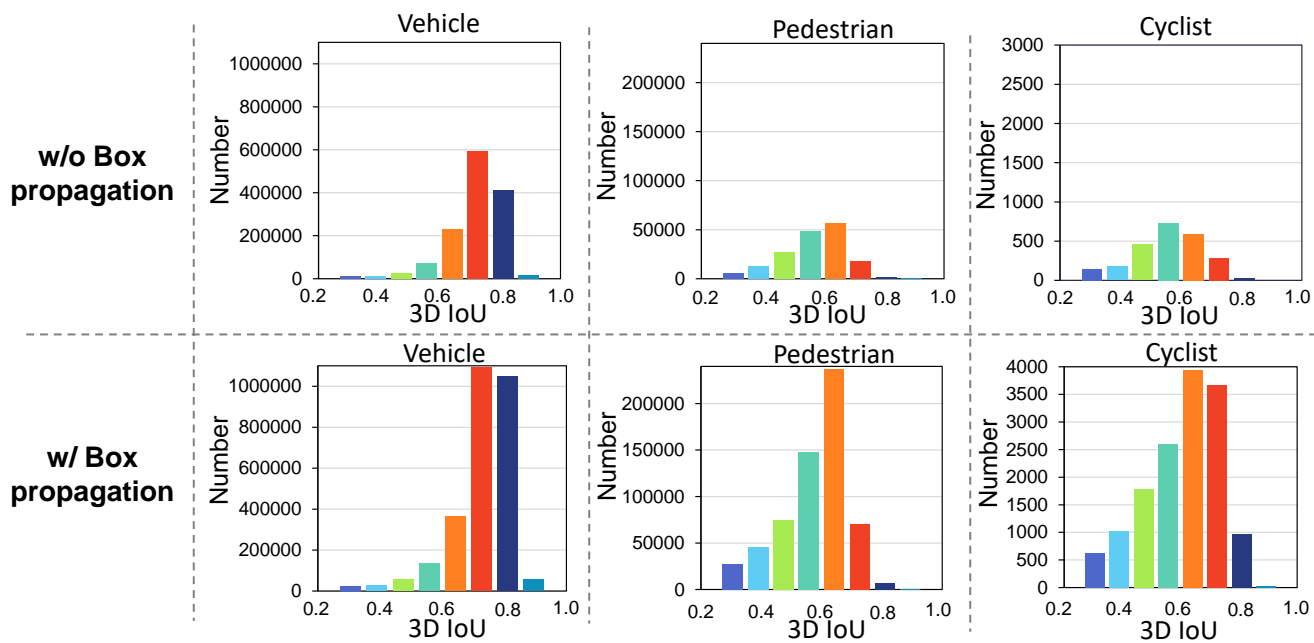 Vehicle
Pedestrian
Cyclist
w/o Box
propagation
Number
1000000
800000
600000
400000
200000
0
0.2 0.4 0.6 0.8 1.0
3D IoU
Number
200000
150000
100000
50000
0
0.2 0.4 0.6 0.8 1.0
3D IoU
Number
3000
2500
2000
1500
1000
500
0
0.2 0.4 0.6 0.8 1.0
3D IoU
Vehicle
Pedestrian
Cyclist
w/ Box
propagation
Number
1000000
800000
600000
400000
200000
0
0.2 0.4 0.6 0.8 1.0
3D IoU
Number
200000
150000
100000
50000
0
0.2 0.4 0.6 0.8 1.0
3D IoU
Number
4000
3500
3000
2500
2000
1500
1000
500
0
0.2 0.4 0.6 0.8 1.0
3D IoU